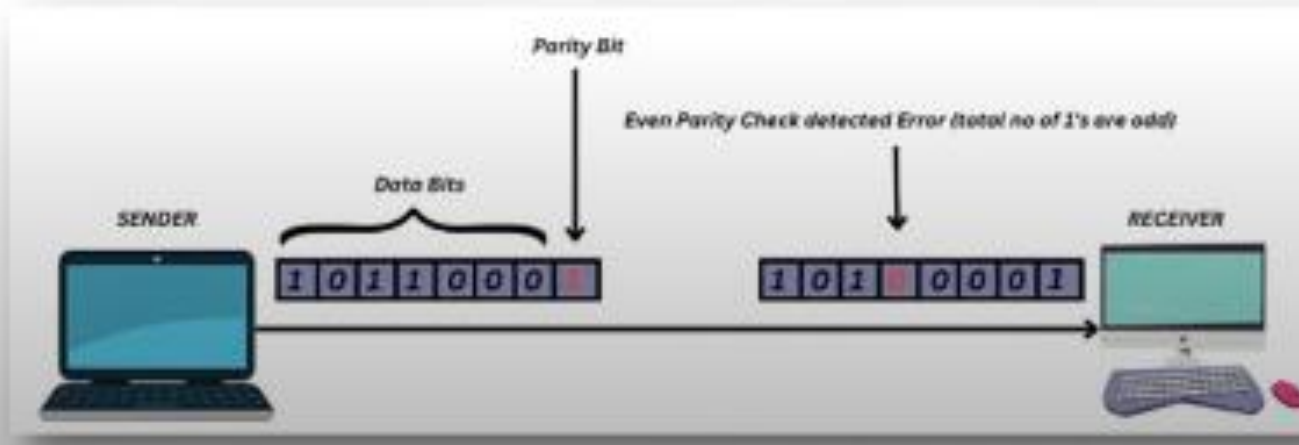 Parity Bit
Even Parity Check detected Error (total no of 1's are odd)
Data Bits
SENDER
RECEIVER
1 0 1 1 0 0 0
1 0 1 0 0 0 0 1